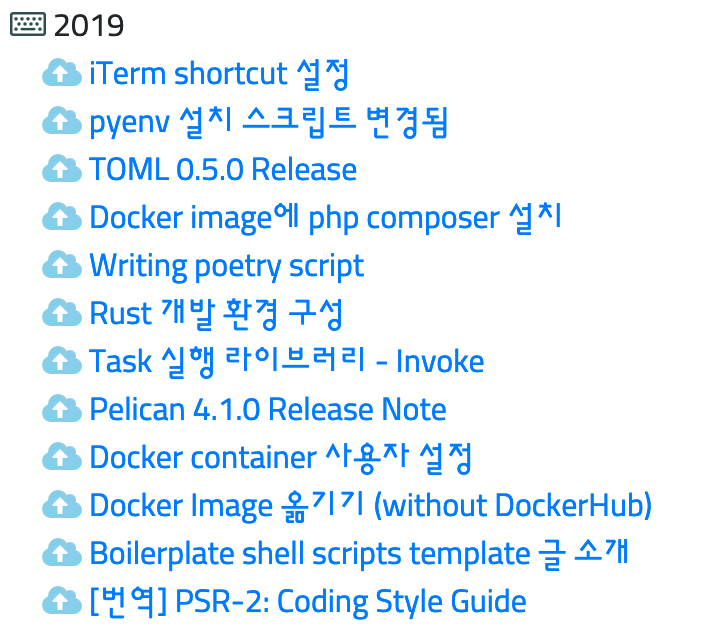 2019
iTerm shortcut 설정
pyenv 설치 스크립트 변경됨
TOML 0.5.0 Release
Docker image에 php composer 설치
Writing poetry script
Rust 개발 환경 구성
Task 실행 라이브러리 - Invoke
Pelican 4.1.0 Release Note
Docker container 사용자 설정
Docker Image 옮기기 (without DockerHub)
Boilerplate shell scripts template 글 소개
[번역] PSR-2: Coding Style Guide